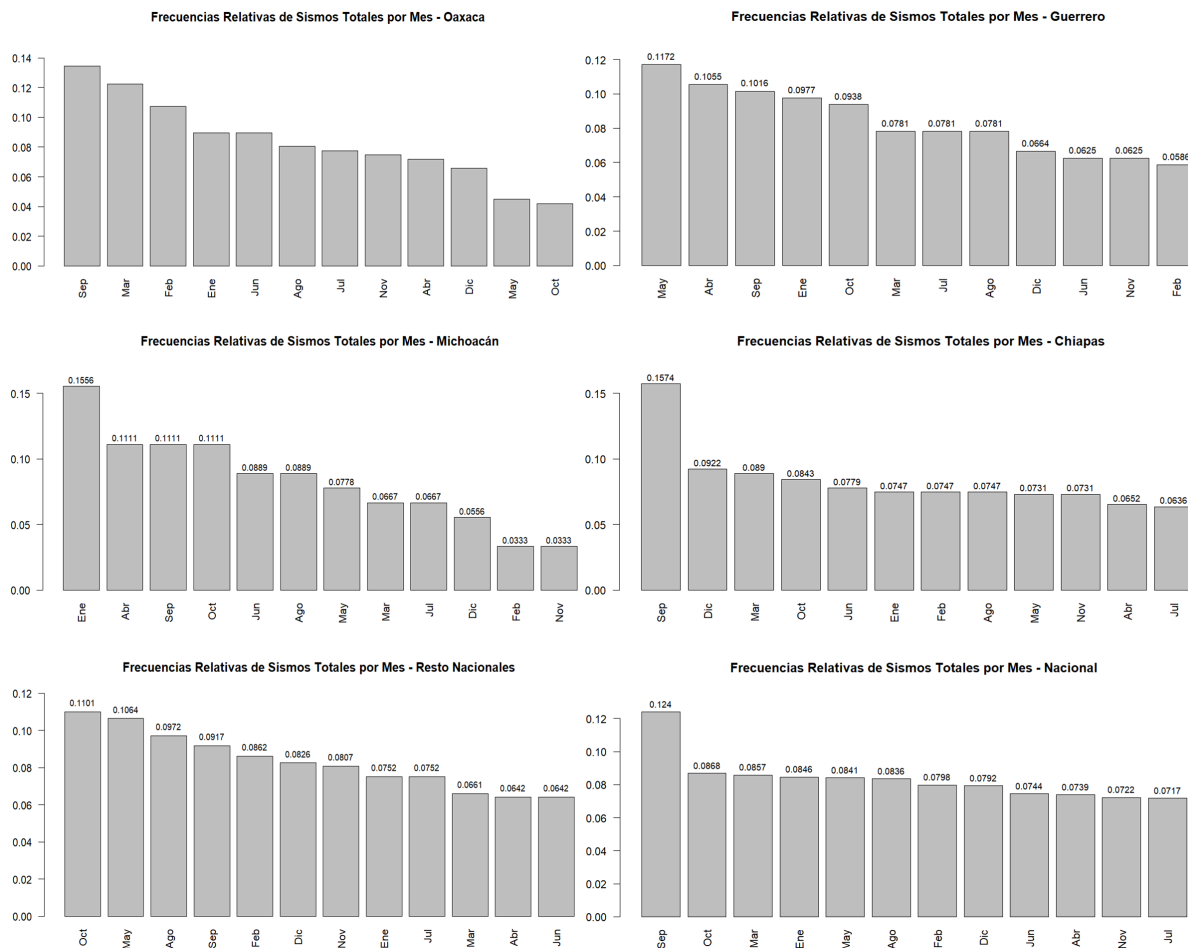 Frecuencias Relativas de Sismos Totales por Mes - Oaxaca
0.14
0.12
0.10
0.08
0.06
0.04
0.02
0.00
Sep Mar Feb Ene Jun Ago Jul Nov Abr Dic May Oct
Frecuencias Relativas de Sismos Totales por Mes - Guerrero
0.12
0.10
0.08
0.06
0.04
0.02
0.00
0.1172 0.1055 0.1016 0.0977 0.0938 0.0781 0.0781 0.0781 0.0664 0.0625 0.0625 0.0586
May Abr Sep Ene Oct Mar Jul Ago Dic Jun Nov Feb
Frecuencias Relativas de Sismos Totales por Mes - Michoacán
0.15
0.10
0.05
0.00
0.1556 0.1111 0.1111 0.1111 0.0889 0.0889 0.0778 0.0667 0.0667 0.0556 0.0333 0.0333
Ene Abr Sep Oct Jun Ago May Mar Jul Dic Feb Nov
Frecuencias Relativas de Sismos Totales por Mes - Chiapas
0.15
0.10
0.05
0.00
0.1574 0.0922 0.089 0.0843 0.0779 0.0747 0.0747 0.0747 0.0731 0.0731 0.0652 0.0636
Sep Dic Mar Oct Jun Ene Feb Ago May Nov Abr Jul
Frecuencias Relativas de Sismos Totales por Mes - Resto Nacionales
0.12
0.10
0.08
0.06
0.04
0.02
0.00
0.1101 0.1064 0.0972 0.0917 0.0862 0.0826 0.0807 0.0752 0.0752 0.0661 0.0642 0.0642
Oct May Ago Sep Feb Dic Nov Ene Jul Mar Abr Jun
Frecuencias Relativas de Sismos Totales por Mes - Nacional
0.12
0.10
0.08
0.06
0.04
0.02
0.00
0.124 0.0868 0.0857 0.0846 0.0841 0.0836 0.0798 0.0792 0.0744 0.0739 0.0722 0.0717
Sep Oct Mar Ene May Ago Feb Dic Jun Abr Nov Jul